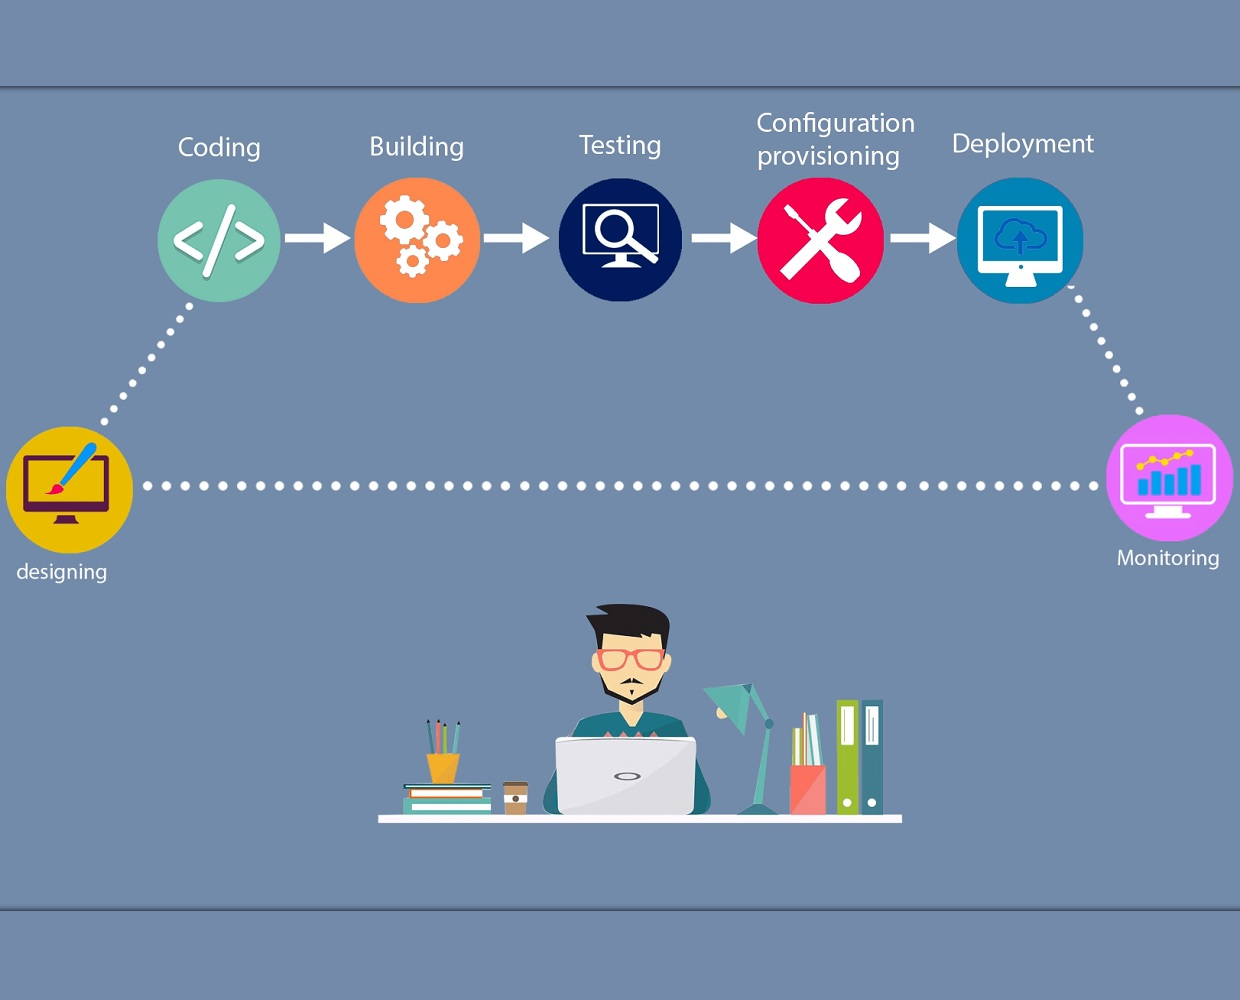 Coding
Building
Testing
Configuration
provisioning
Deployment
designing
Monitoring